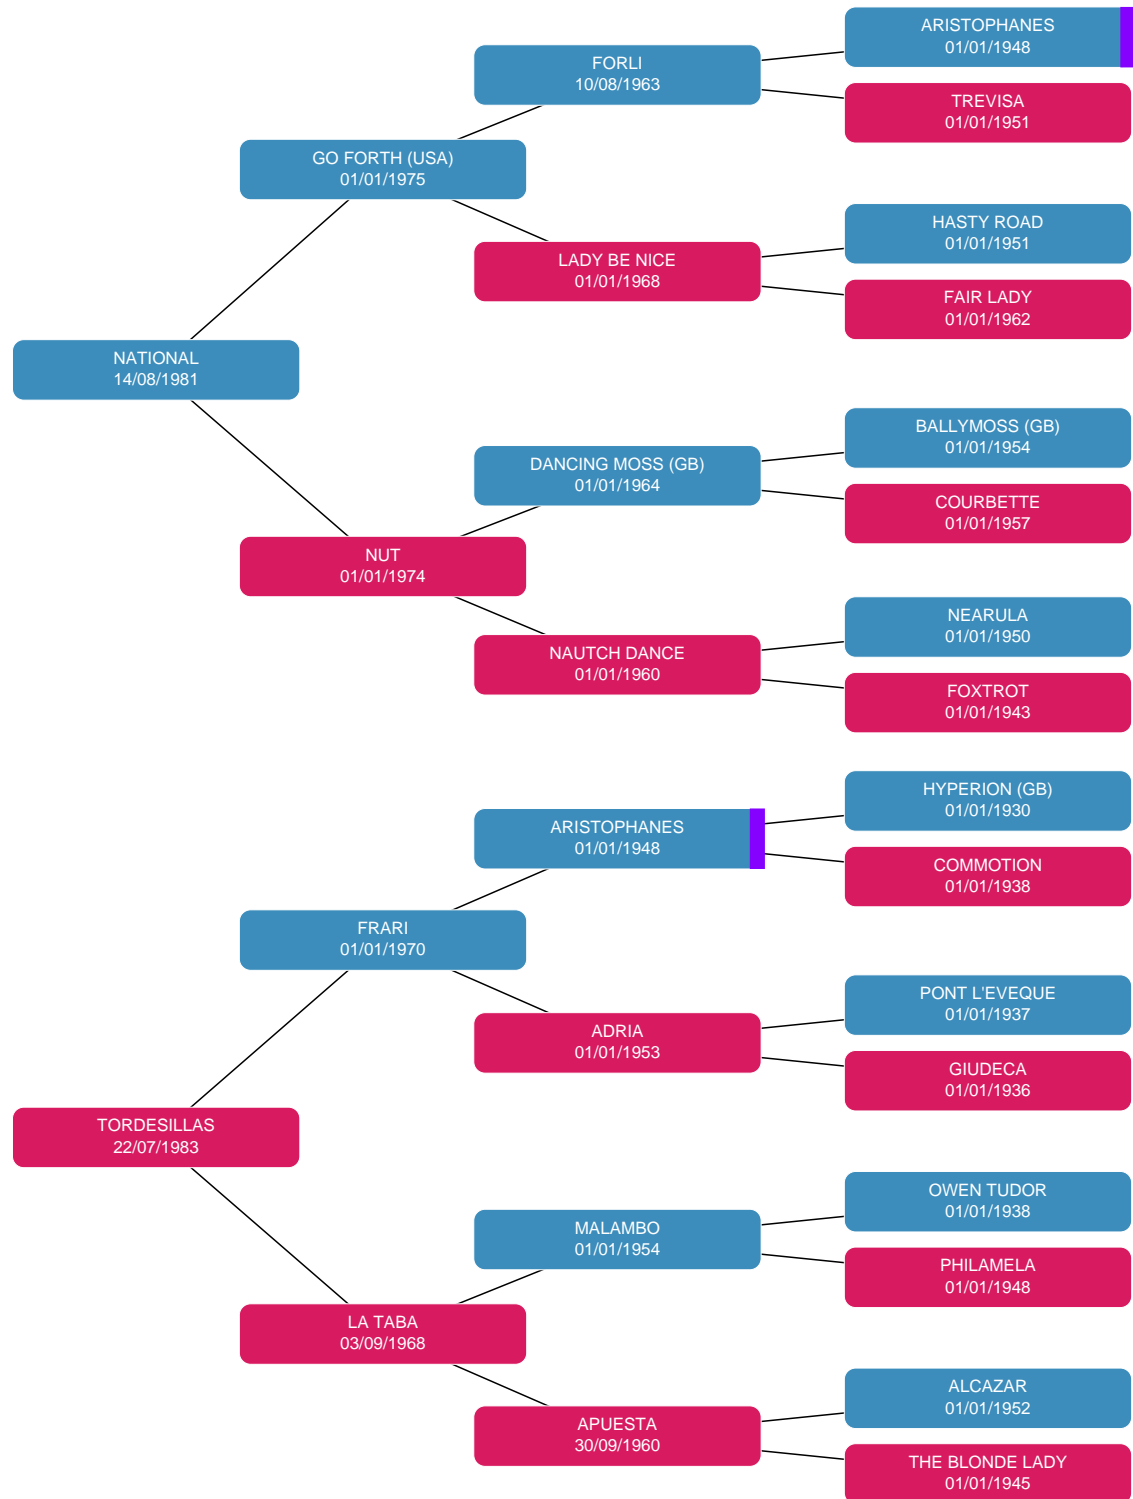 ARISTOPHANES
01/01/1948
FORLI
10/08/1963
TREVISA
01/01/1951
GO FORTH (USA)
01/01/1975
HASTY ROAD
01/01/1951
LADY BE NICE
01/01/1968
FAIR LADY
01/01/1962
NATIONAL
14/08/1981
BALLYMOSS (GB)
01/01/1954
DANCING MOSS (GB)
01/01/1964
COURBETTE
01/01/1957
NUT
01/01/1974
NEARULA
01/01/1950
NAUTCH DANCE
01/01/1960
FOXTROT
01/01/1943
HYPERION (GB)
01/01/1930
ARISTOPHANES
01/01/1948
COMMOTION
01/01/1938
FRARI
01/01/1970
PONT L'EVEQUE
01/01/1937
ADRIA
01/01/1953
GIUDECA
01/01/1936
TORDESILLAS
22/07/1983
OWEN TUDOR
01/01/1938
MALAMBO
01/01/1954
PHILAMELA
01/01/1948
LA TABA
03/09/1968
ALCAZAR
01/01/1952
APUESTA
30/09/1960
THE BLONDE LADY
01/01/1945